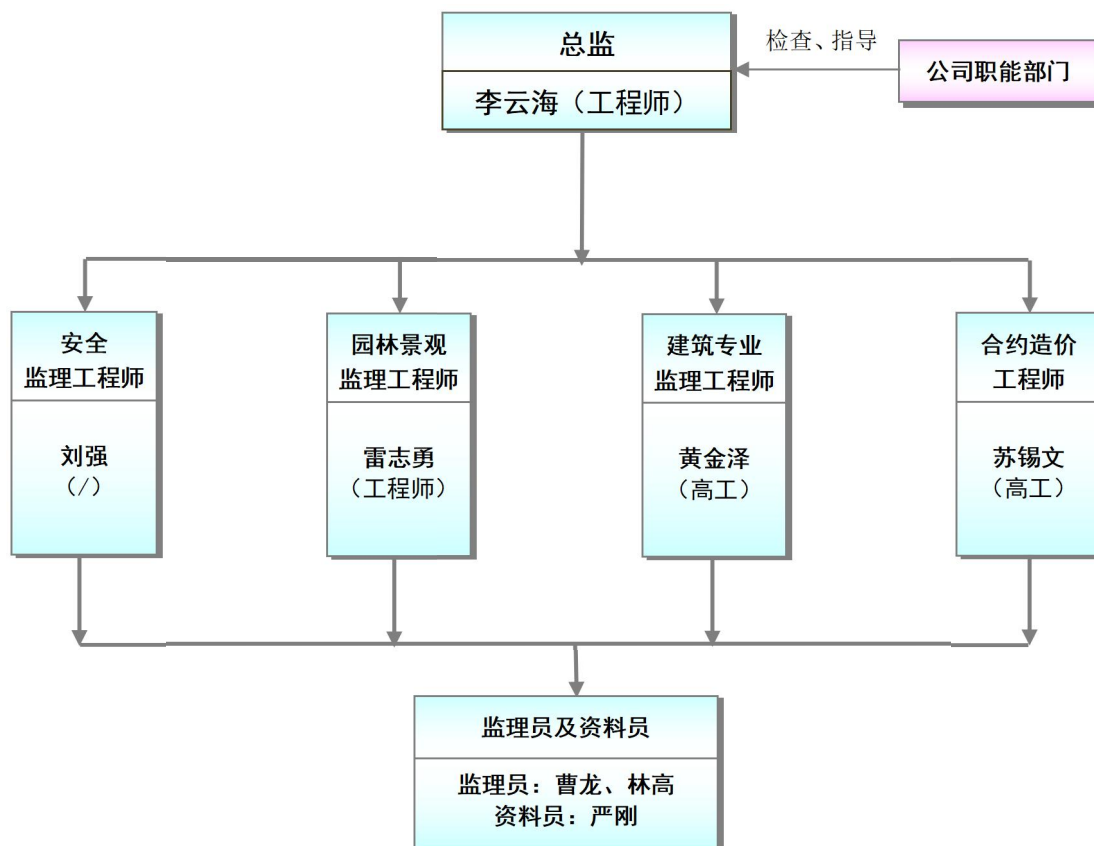 总监
检查、指导
公司职能部门
李云海（工程师）
安全
监理工程师
刘强
（/）
园林景观
监理工程师
雷志勇
（工程师）
建筑专业
监理工程师
黄金泽
（高工）
合约造价
工程师
苏锡文
（高工）
监理员及资料员
监理员：曹龙、林高
资料员：严刚